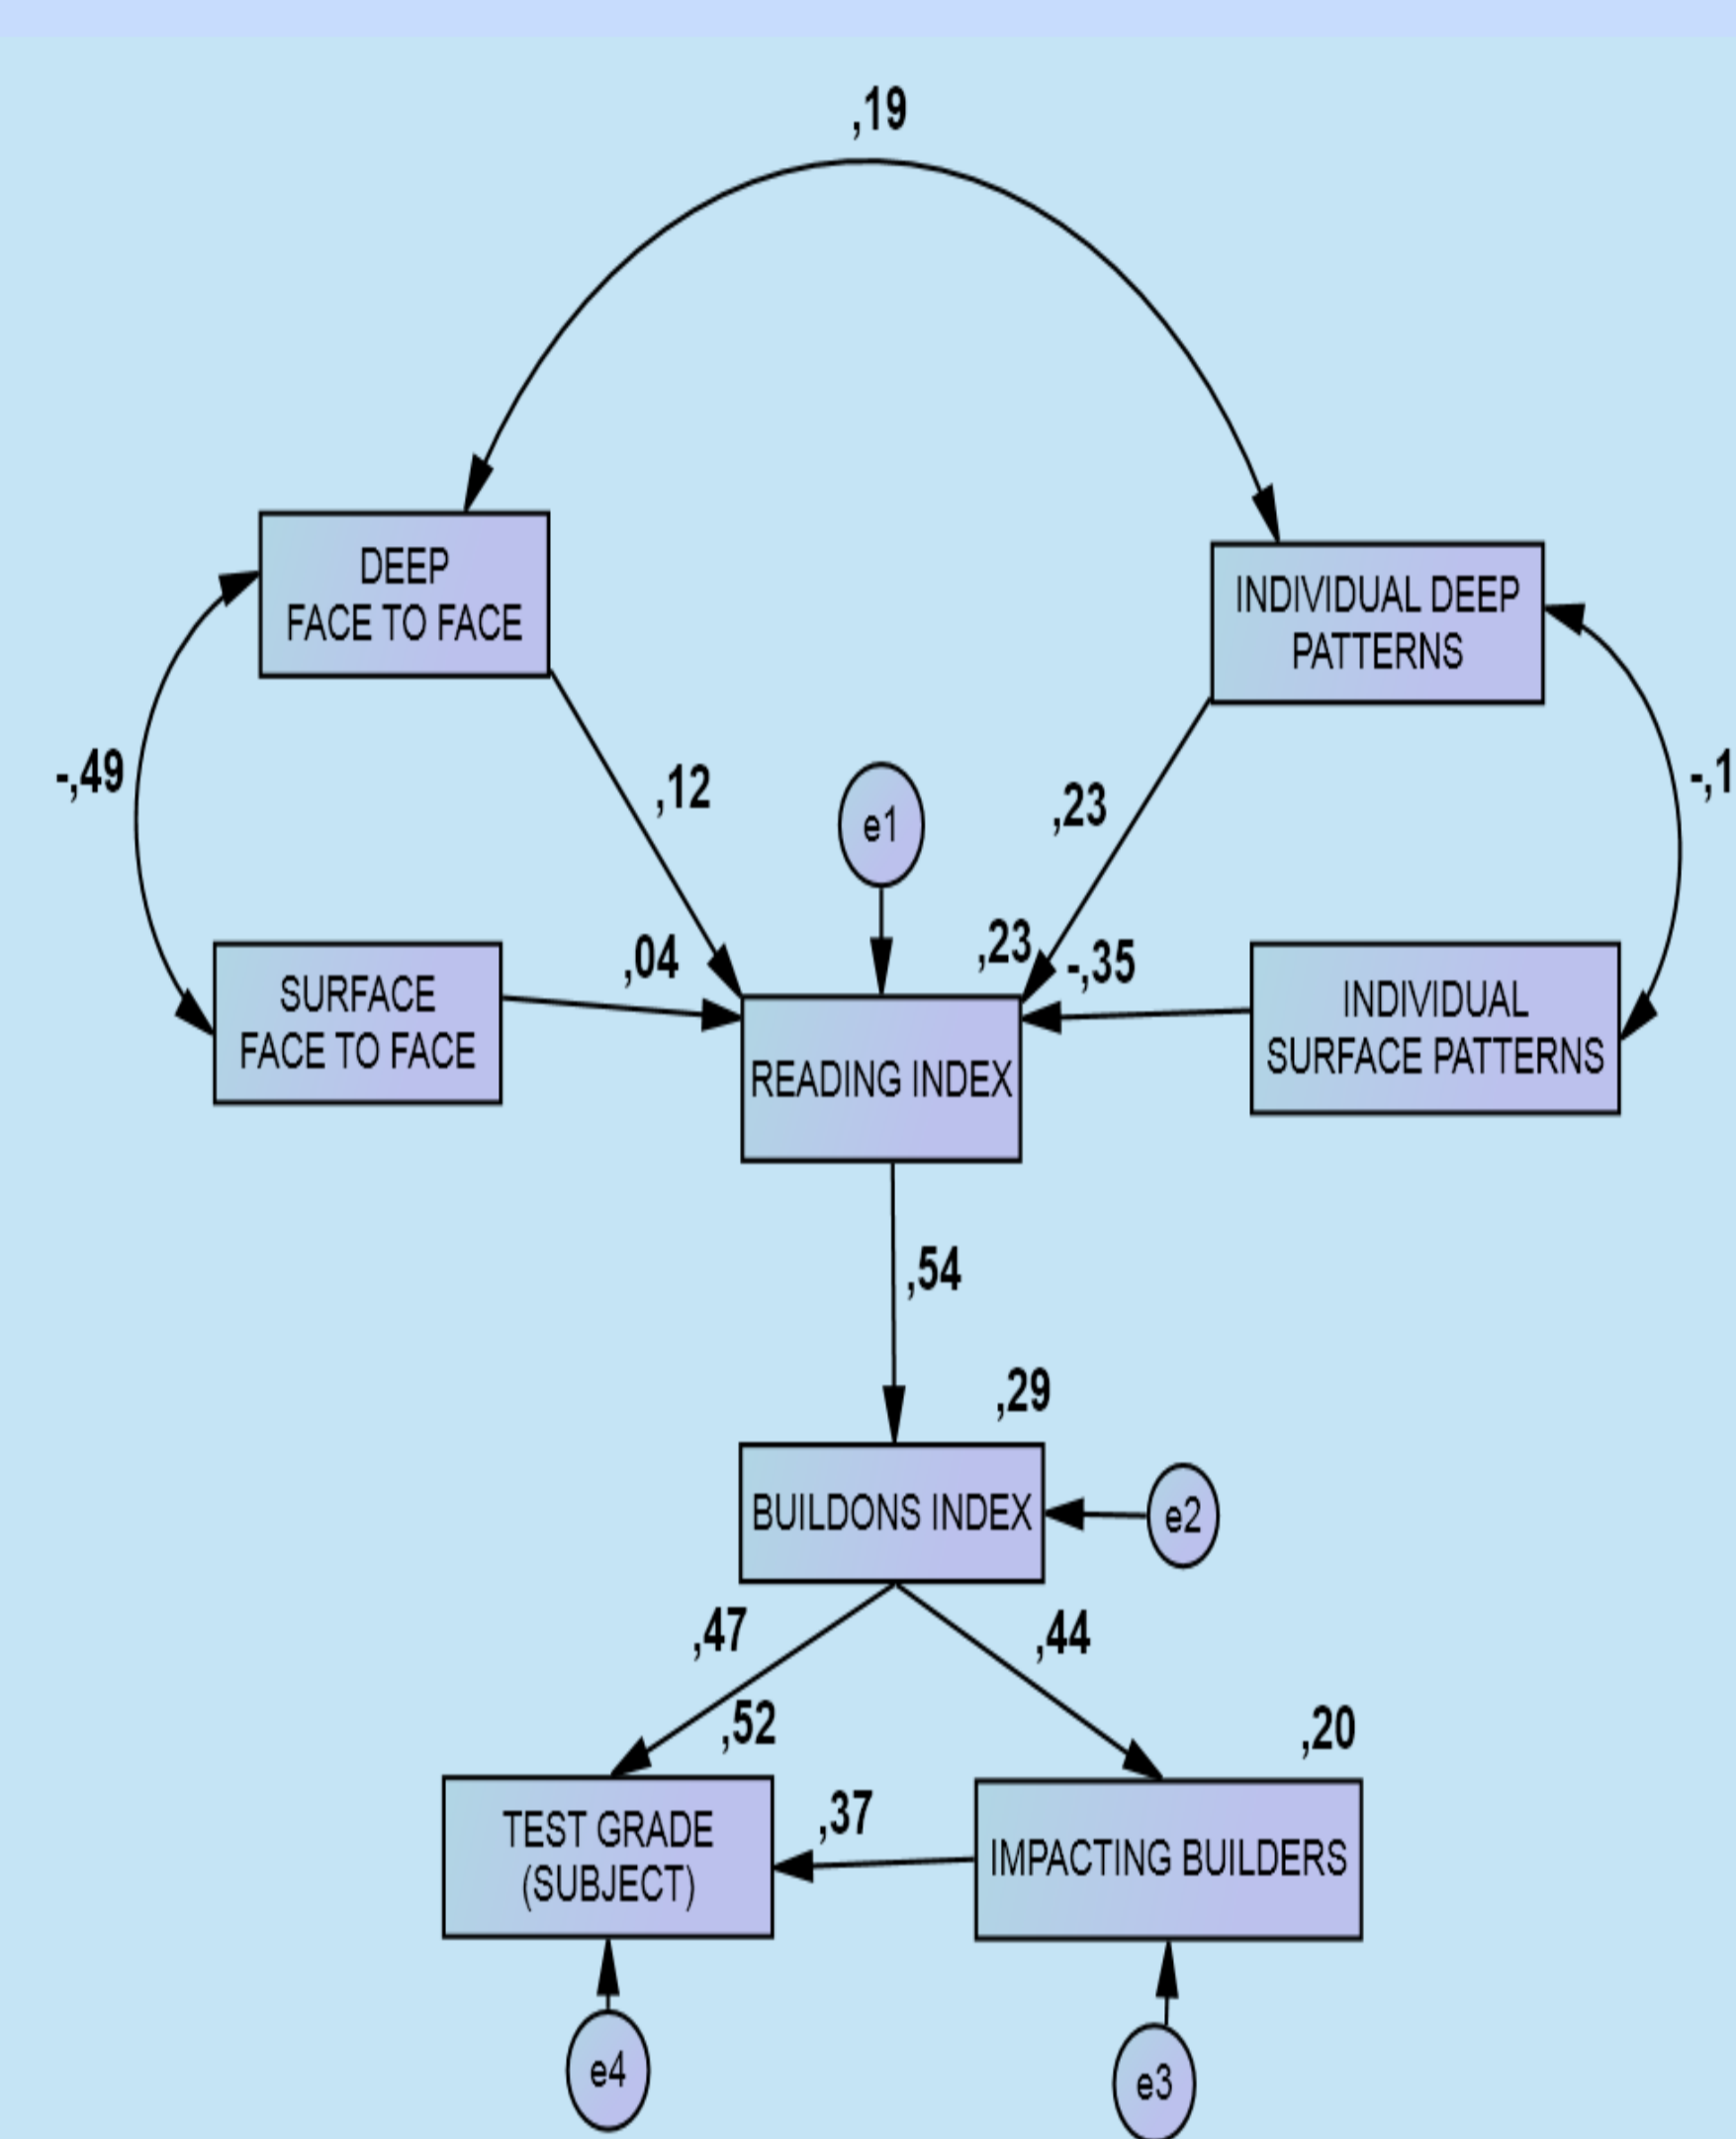 ,19
DEEP
FACE TO FACE
INDIVIDUAL DEEP
PATTERNS
-,49
,12
e1
,23
-,1
,04
,23
-,35
SURFACE
FACE TO FACE
READING INDEX
INDIVIDUAL
SURFACE PATTERNS
,54
,29
BUILDONS INDEX
e2
,47
,44
,52
,20
,37
TEST GRADE
(SUBJECT)
IMPACTING BUILDERS
e4
e3